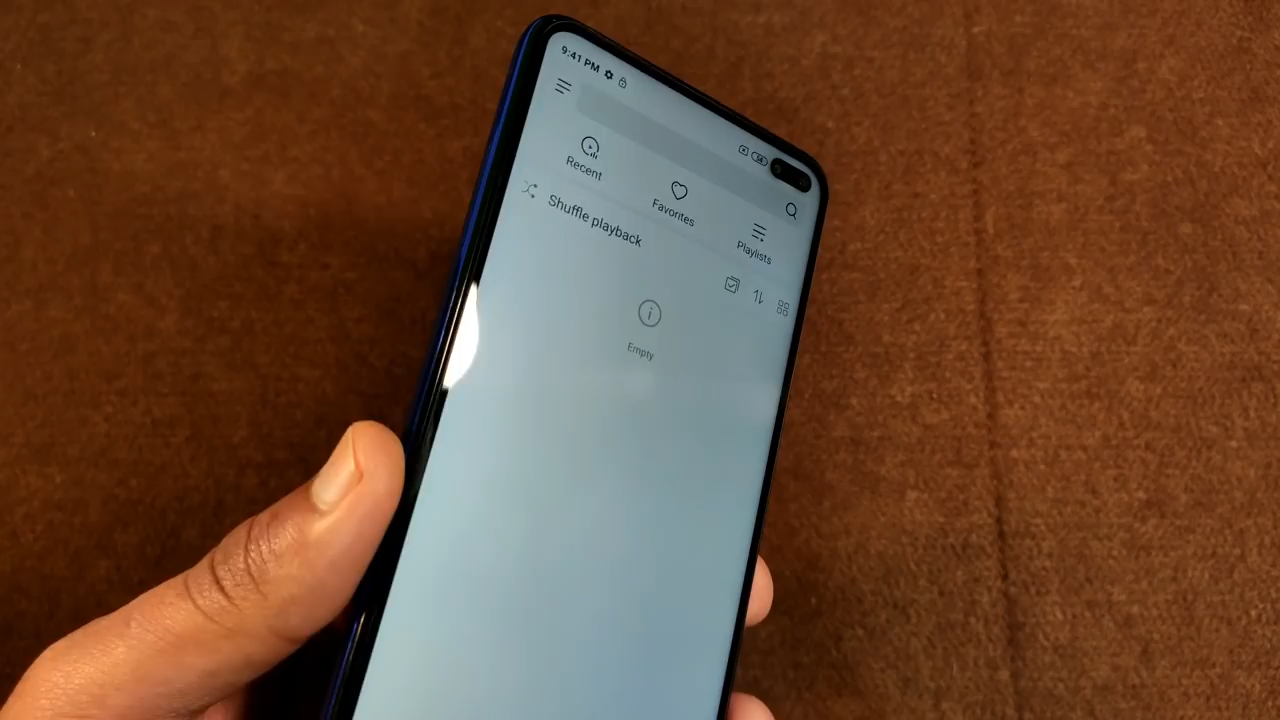 9:41 PM
Recent
Favorites
Playlists
Shuffle playback
Empty